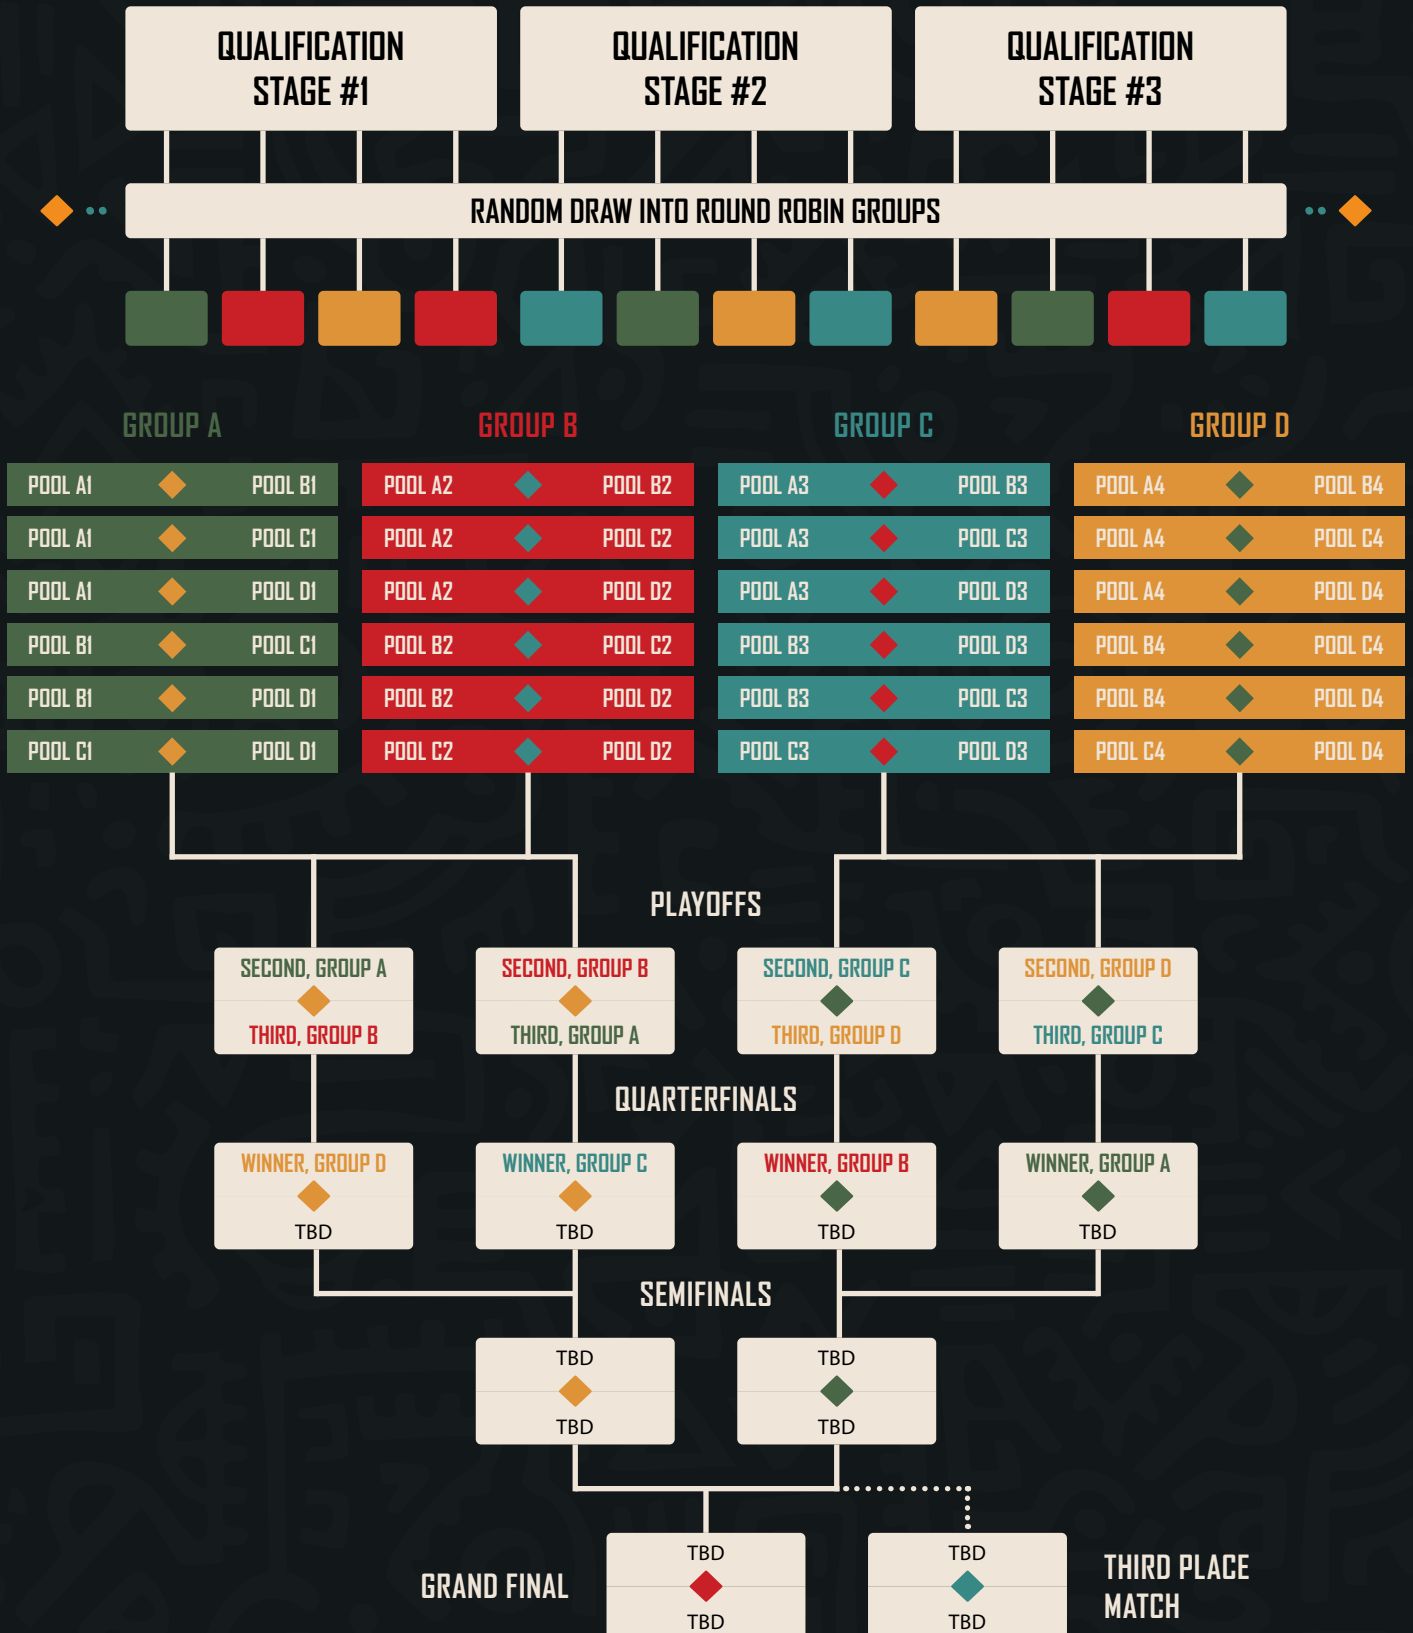 QUALIFICATION
STAGE #1
QUALIFICATION
STAGE #2
QUALIFICATION
STAGE #3
RANDOM DRAW INTO ROUND ROBIN GROUPS
GROUP A
POOL A1 POOL B1
POOL A1 POOL C1
POOL A1 POOL D1
POOL B1 POOL C1
POOL B1 POOL D1
POOL C1 POOL D1
GROUP B
POOL A2 POOL B2
POOL A2 POOL C2
POOL A2 POOL D2
POOL B2 POOL C2
POOL B2 POOL D2
POOL C2 POOL D2
GROUP C
POOL A3 POOL B3
POOL A3 POOL C3
POOL A3 POOL D3
POOL B3 POOL D3
POOL B3 POOL C3
POOL C3 POOL D3
GROUP D
POOL A4 POOL B4
POOL A4 POOL C4
POOL A4 POOL D4
POOL B4 POOL C4
POOL B4 POOL D4
POOL C4 POOL D4
PLAYOFFS
SECOND, GROUP A
THIRD, GROUP B
SECOND, GROUP B
THIRD, GROUP A
SECOND, GROUP C
THIRD, GROUP D
SECOND, GROUP D
THIRD, GROUP C
QUARTERFINALS
WINNER, GROUP D
TBD
WINNER, GROUP C
TBD
WINNER, GROUP B
TBD
WINNER, GROUP A
TBD
SEMIFINALS
TBD
TBD
TBD
TBD
GRAND FINAL
TBD
TBD
TBD
TBD
THIRD PLACE
MATCH